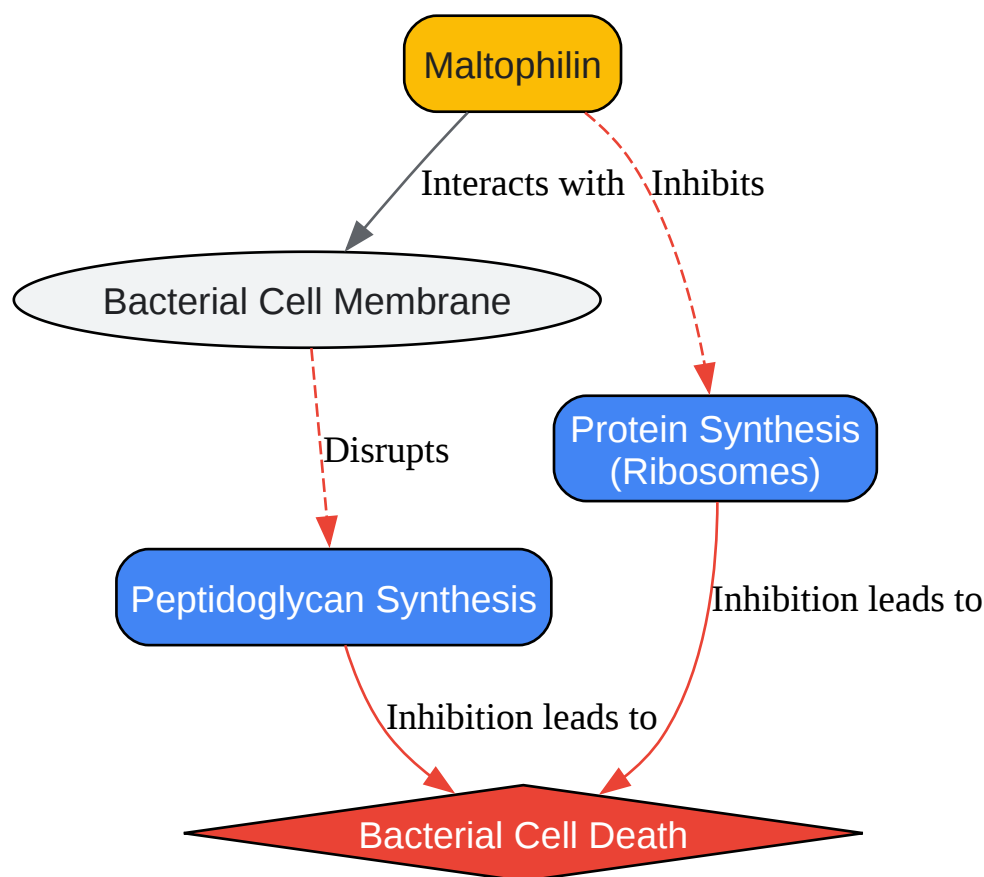 Maltophilin
Interacts with
Inhibits
Bacterial Cell Membrane
Protein Synthesis
(Ribosomes)
Disrupts
Peptidoglycan Synthesis
Inhibition leads to
Inhibition leads to
Bacterial Cell Death